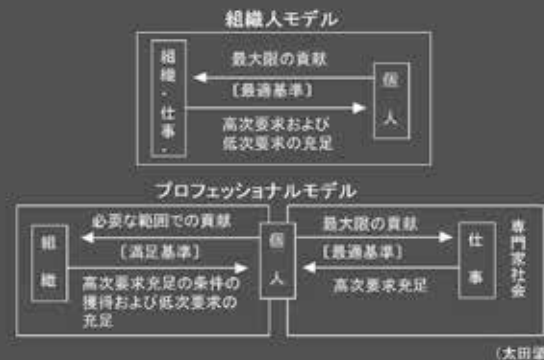 組織人モデル
組織・仕事・
最大限の貢献
〔最適基準〕
高次要求および
低次要求の充足
個人
プロフェッショナルモデル
組織
必要な範囲での貢献
〔満足基準〕
高次要求充足の条件の
獲得および低次要求の
充足
個人
最大限の貢献
〔最適基準〕
高次要求充足
仕事
専門家社会
(太田